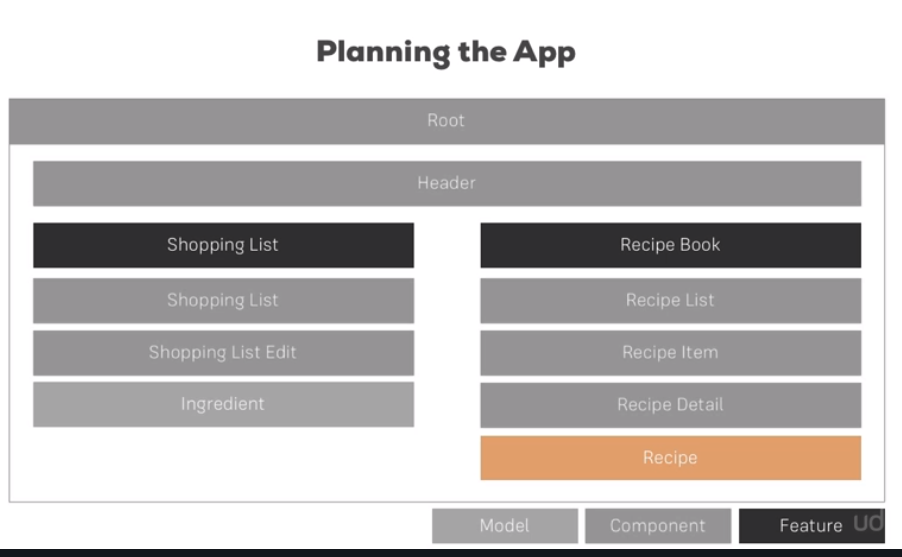 Planning the App
Root
Header
Shopping List
Recipe Book
Shopping List
Recipe List
Shopping List Edit
Recipe Item
Ingredient
Recipe Detail
Recipe
Model
Component
Feature
ud